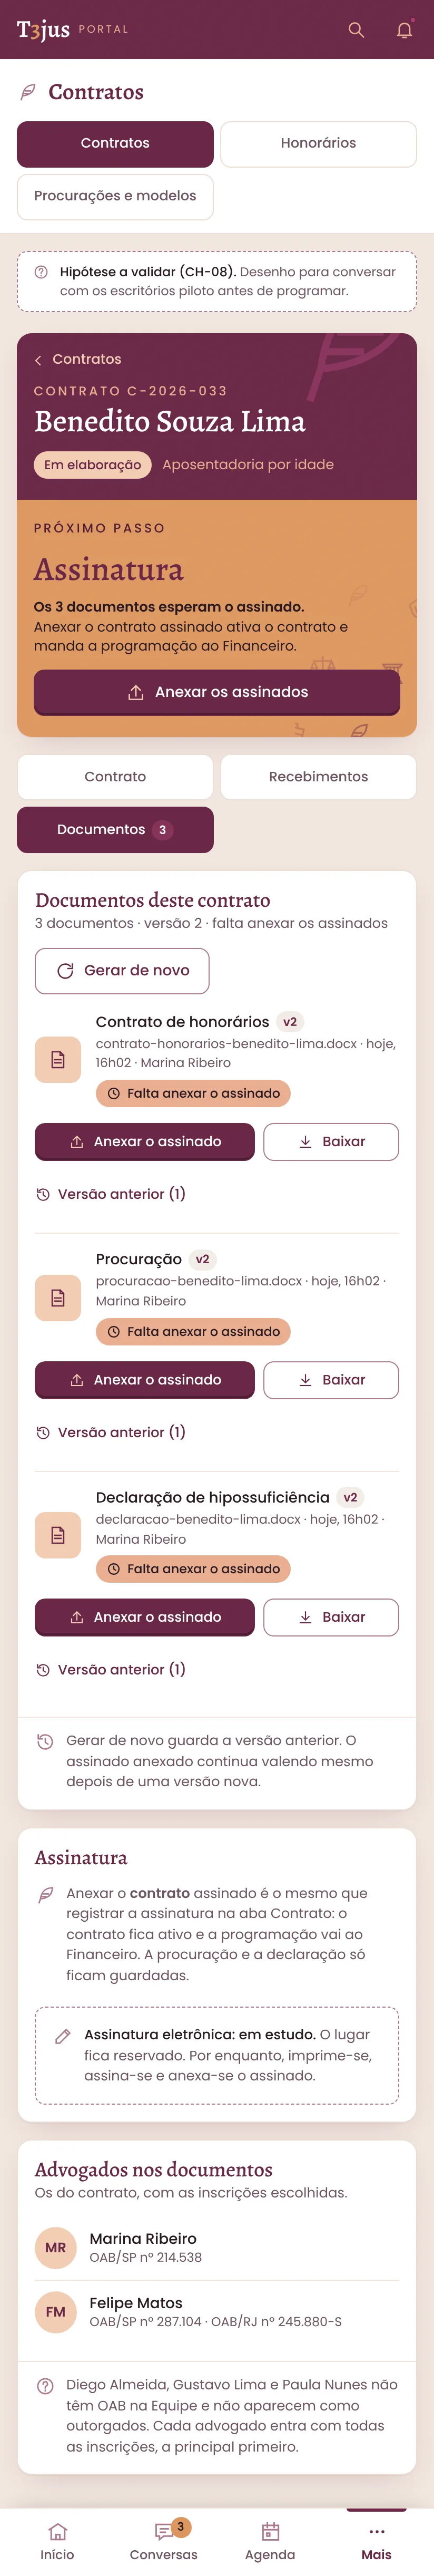 T3jus PORTAL
Contratos
Contratos
Honorários
Procurações e modelos
Hipótese a validar (CH-08). Desenho para conversar
com os escritórios piloto antes de programar.
Contratos
CONTRATO C-2026-033
Benedito Souza Lima
Em elaboração
Aposentadoria por idade
PRÓXIMO PASSO
Assinatura
Os 3 documentos esperam o assinado.
Anexar o contrato assinado ativa o contrato e
manda a programação ao Financeiro.
Anexar os assinados
Contrato
Recebimentos
Documentos 3
Documentos deste contrato
3 documentos · versão 2 · falta anexar os assinados
Gerar de novo
Contrato de honorários v2
contrato-honorarios-benedito-lima.docx · hoje,
16h02 · Marina Ribeiro
Falta anexar o assinado
Anexar o assinado
Baixar
Versão anterior (1)
Procuração v2
procuracao-benedito-lima.docx · hoje, 16h02 ·
Marina Ribeiro
Falta anexar o assinado
Anexar o assinado
Baixar
Versão anterior (1)
Declaração de hipossuficiência v2
declaracao-benedito-lima.docx · hoje, 16h02 ·
Marina Ribeiro
Falta anexar o assinado
Anexar o assinado
Baixar
Versão anterior (1)
Gerar de novo guarda a versão anterior. O
assinado anexado continua valendo mesmo
depois de uma versão nova.
Assinatura
Anexar o contrato assinado é o mesmo que
registrar a assinatura na aba Contrato: o
contrato fica ativo e a programação vai ao
Financeiro. A procuração e a declaração só
ficam guardadas.
Assinatura eletrônica: em estudo. O lugar
fica reservado. Por enquanto, imprime-se,
assina-se e anexa-se o assinado.
Advogados nos documentos
Os do contrato, com as inscrições escolhidas.
MR
Marina Ribeiro
OAB/SP nº 214.538
FM
Felipe Matos
OAB/SP nº 287.104 · OAB/RJ nº 245.880-S
Diego Almeida, Gustavo Lima e Paula Nunes não
têm OAB na Equipe e não aparecem como
outorgados. Cada advogado entra com todas
as inscrições, a principal primeiro.
Início
Conversas 3
Agenda
Mais